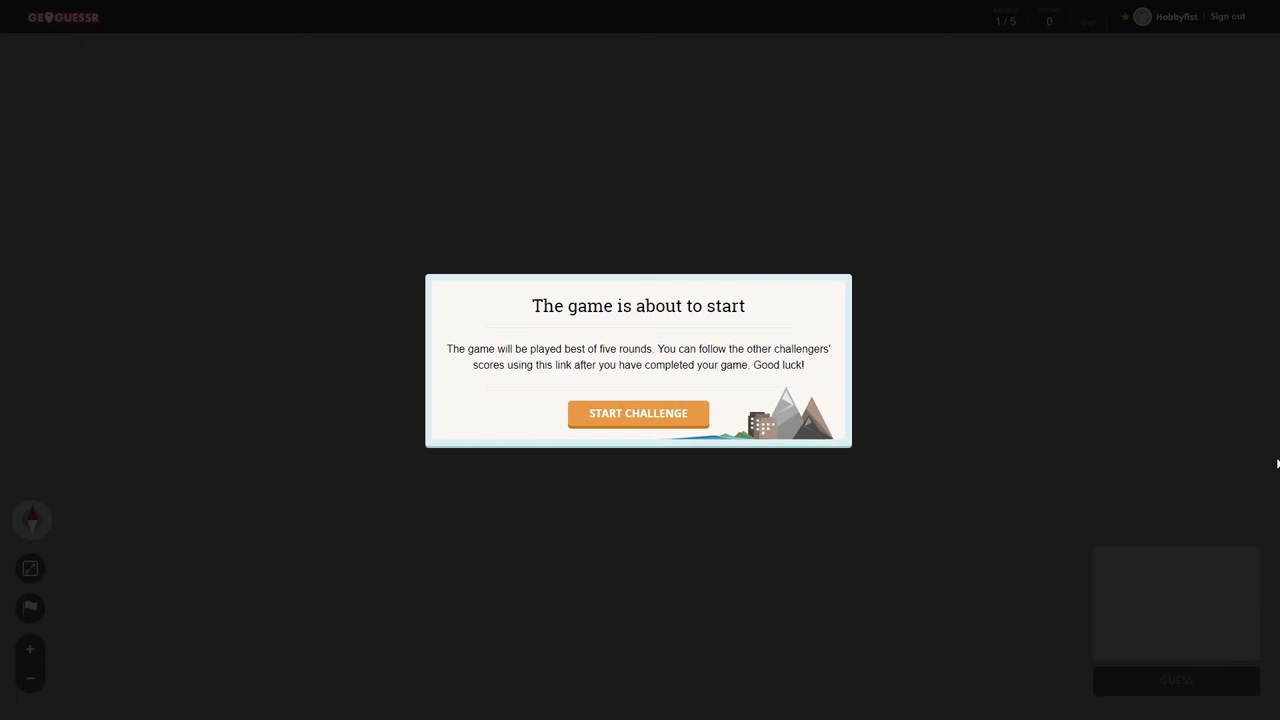 GEOGUESSR
1 / 5
0
MAP
Hobbyfist | Sign out
The game is about to start
The game will be played best of five rounds. You can follow the other challengers'
scores using this link after you have completed your game. Good luck!
START CHALLENGE
+
−
GUESS